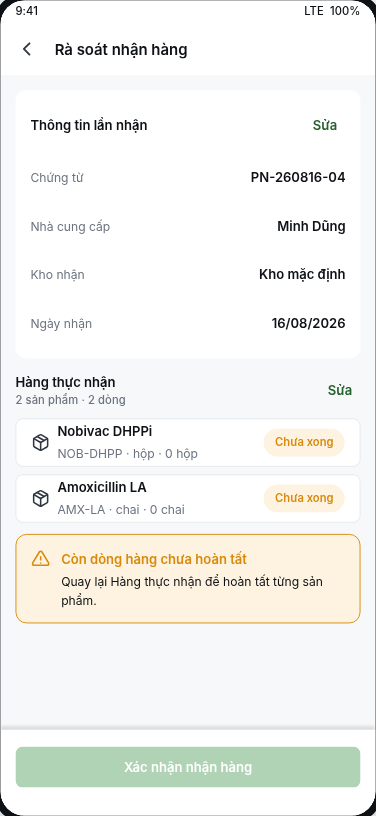 9:41 LTE 100%
Rà soát nhận hàng
Thông tin lần nhận Sửa
Chứng từ PN-260816-04
Nhà cung cấp Minh Dũng
Kho nhận Kho mặc định
Ngày nhận 16/08/2026
Hàng thực nhận
2 sản phẩm · 2 dòng
Sửa
Nobivac DHPPi
NOB-DHPP · hộp · 0 hộp
Chưa xong
Amoxicillin LA
AMX-LA · chai · 0 chai
Chưa xong
Còn dòng hàng chưa hoàn tất
Quay lại Hàng thực nhận để hoàn tất từng sản
phẩm.
Xác nhận nhận hàng